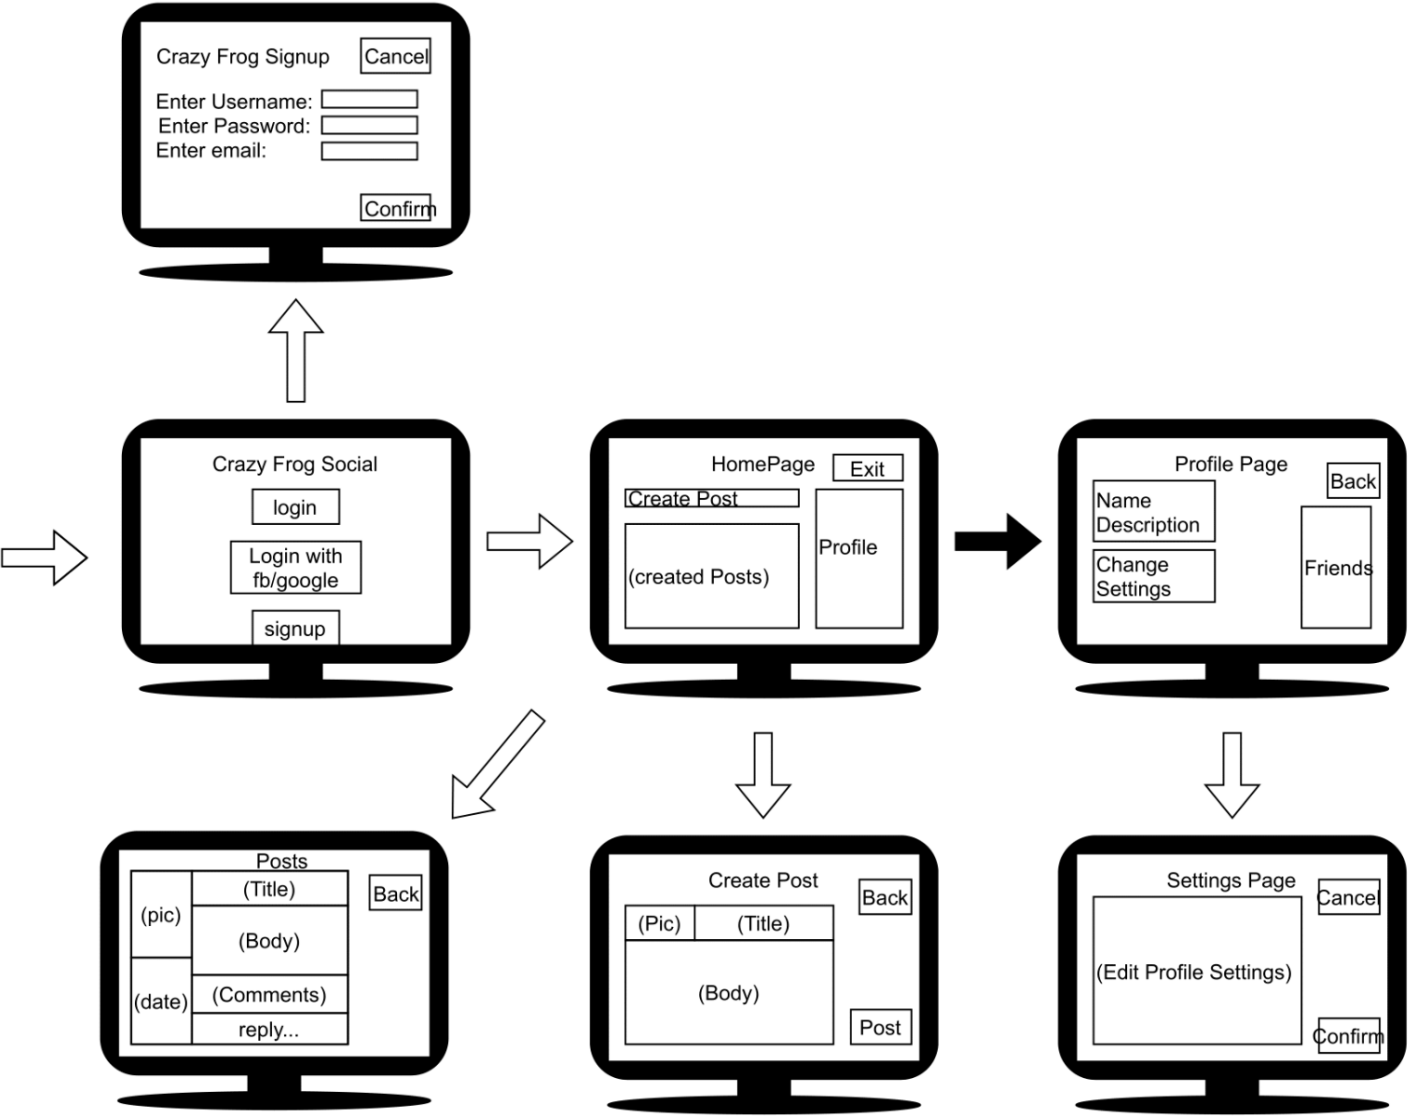 Crazy Frog Signup
Cancel
Enter Username:
Enter Password:
Enter email:
Confirm
Crazy Frog Social
login
Login with
fb/google
signup
HomePage
Exit
Create Post
(created Posts)
Profile
Profile Page
Back
Name
Description
Change
Settings
Friends
Posts
(pic)
(Title)
Back
(Body)
(date)
(Comments)
reply...
Create Post
Back
(Pic)
(Title)
(Body)
Post
Settings Page
Cancel
(Edit Profile Settings)
Confirm